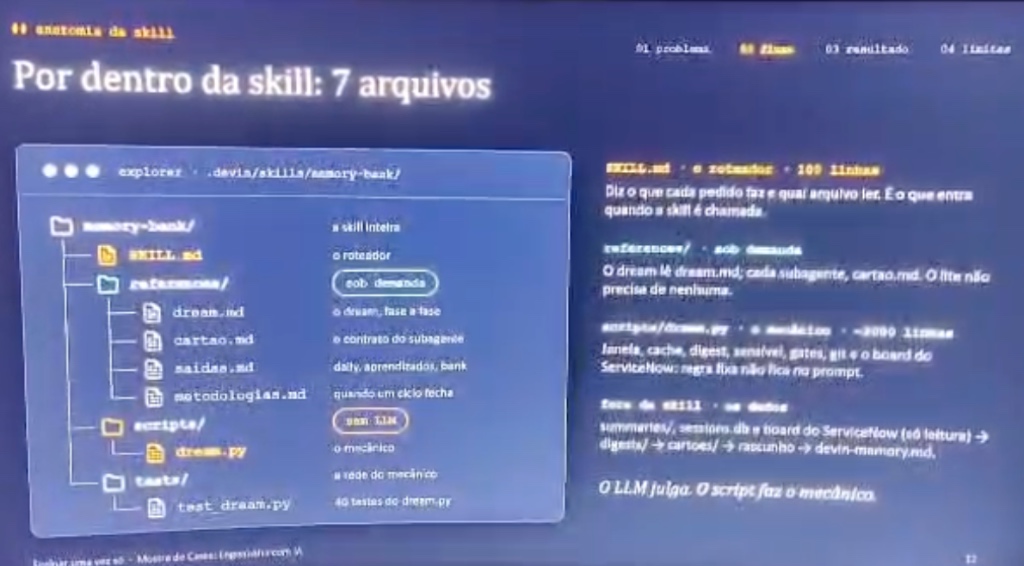 ## anatomia da skill
01 problema
02 fluxo
03 resultado
04 limites
Por dentro da skill: 7 arquivos
explorer · .devin/skills/memory-bank/
memory-bank/ a skill inteira
SKILL.md o roteador
references/ sob demanda
dream.md o dream, fase a fase
cartao.md o contrato do subagente
saidas.md daily, aprendizados, bank
metodologias.md quando um ciclo fecha
scripts/ sem LLM
dream.py o mecânico
tests/ a rede do mecânico
test_dream.py 40 testes do dream.py
SKILL.md · o roteador · 100 linhas
Diz o que cada pedido faz e qual arquivo ler. É o que entra
quando a skill é chamada.
references/ · sob demanda
O dream lê dream.md; cada subagente, cartao.md. O lite não
precisa de nenhuma.
scripts/dream.py · o mecânico · ~2000 linhas
Janela, cache, digest, sensível, gates, git e o board do
ServiceNow: regra fixa não fica no prompt.
fora da skill · os dados
summaries/, sessions.db e board do ServiceNow (só leitura) →
digests/ → cartoes/ → rascunho → devin-memory.md.
O LLM julga. O script faz o mecânico.
uma vez só · Mostra de Cases: Engenharia com IA
12